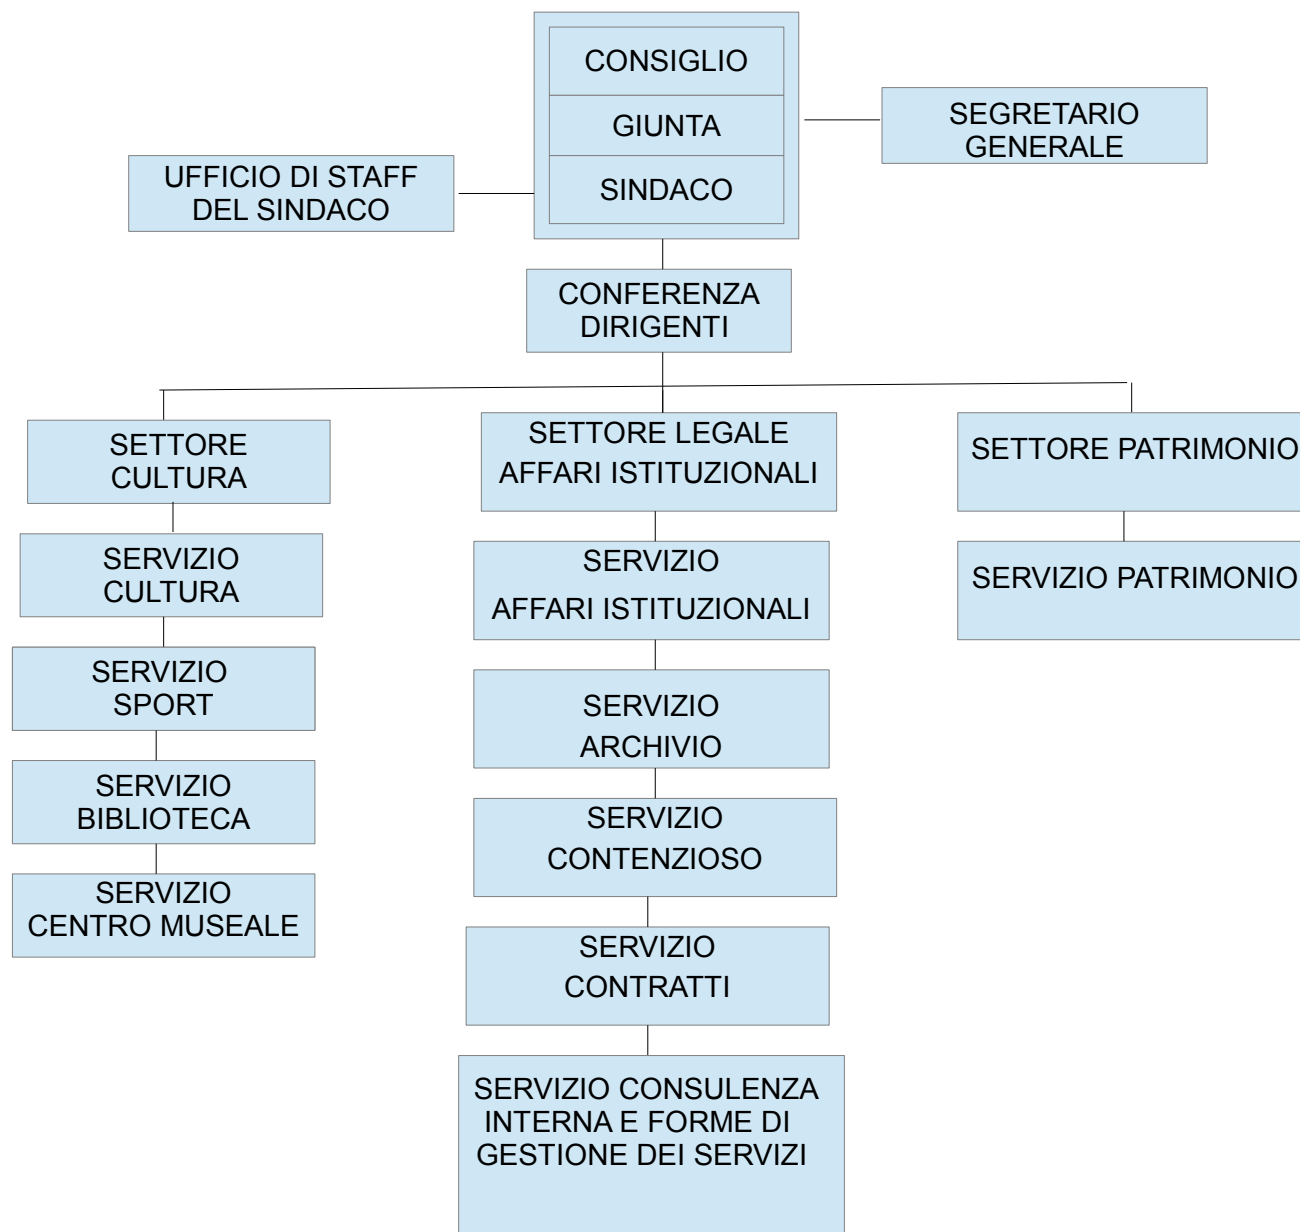 CONSIGLIO
GIUNTA
SINDACO
SEGRETARIO
GENERALE
UFFICIO DI STAFF
DEL SINDACO
CONFERENZA
DIRIGENTI
SETTORE
CULTURA
SERVIZIO
CULTURA
SERVIZIO
SPORT
SERVIZIO
BIBLIOTECA
SERVIZIO
CENTRO MUSEALE
SETTORE LEGALE
AFFARI ISTITUZIONALI
SERVIZIO
AFFARI ISTITUZIONALI
SERVIZIO
ARCHIVIO
SERVIZIO
CONTENZIOSO
SERVIZIO
CONTRATTI
SERVIZIO CONSULENZA
INTERNA E FORME DI
GESTIONE DEI SERVIZI
SETTORE PATRIMONIO
SERVIZIO PATRIMONIO